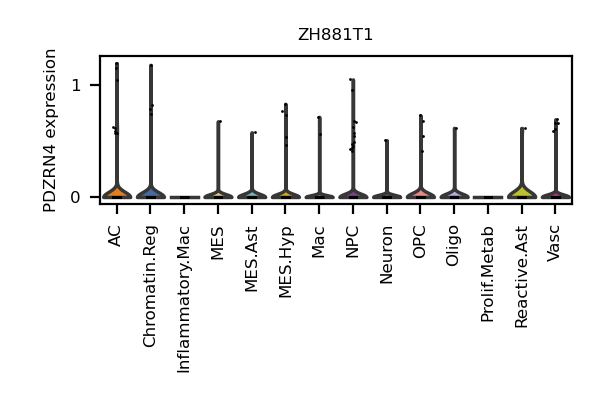 ZH881T1
PDZRN4 expression
1
0
AC
Chromatin.Reg
Inflammatory.Mac
MES
MES.Ast
MES.Hyp
Mac
NPC
Neuron
OPC
Oligo
Prolif.Metab
Reactive.Ast
Vasc